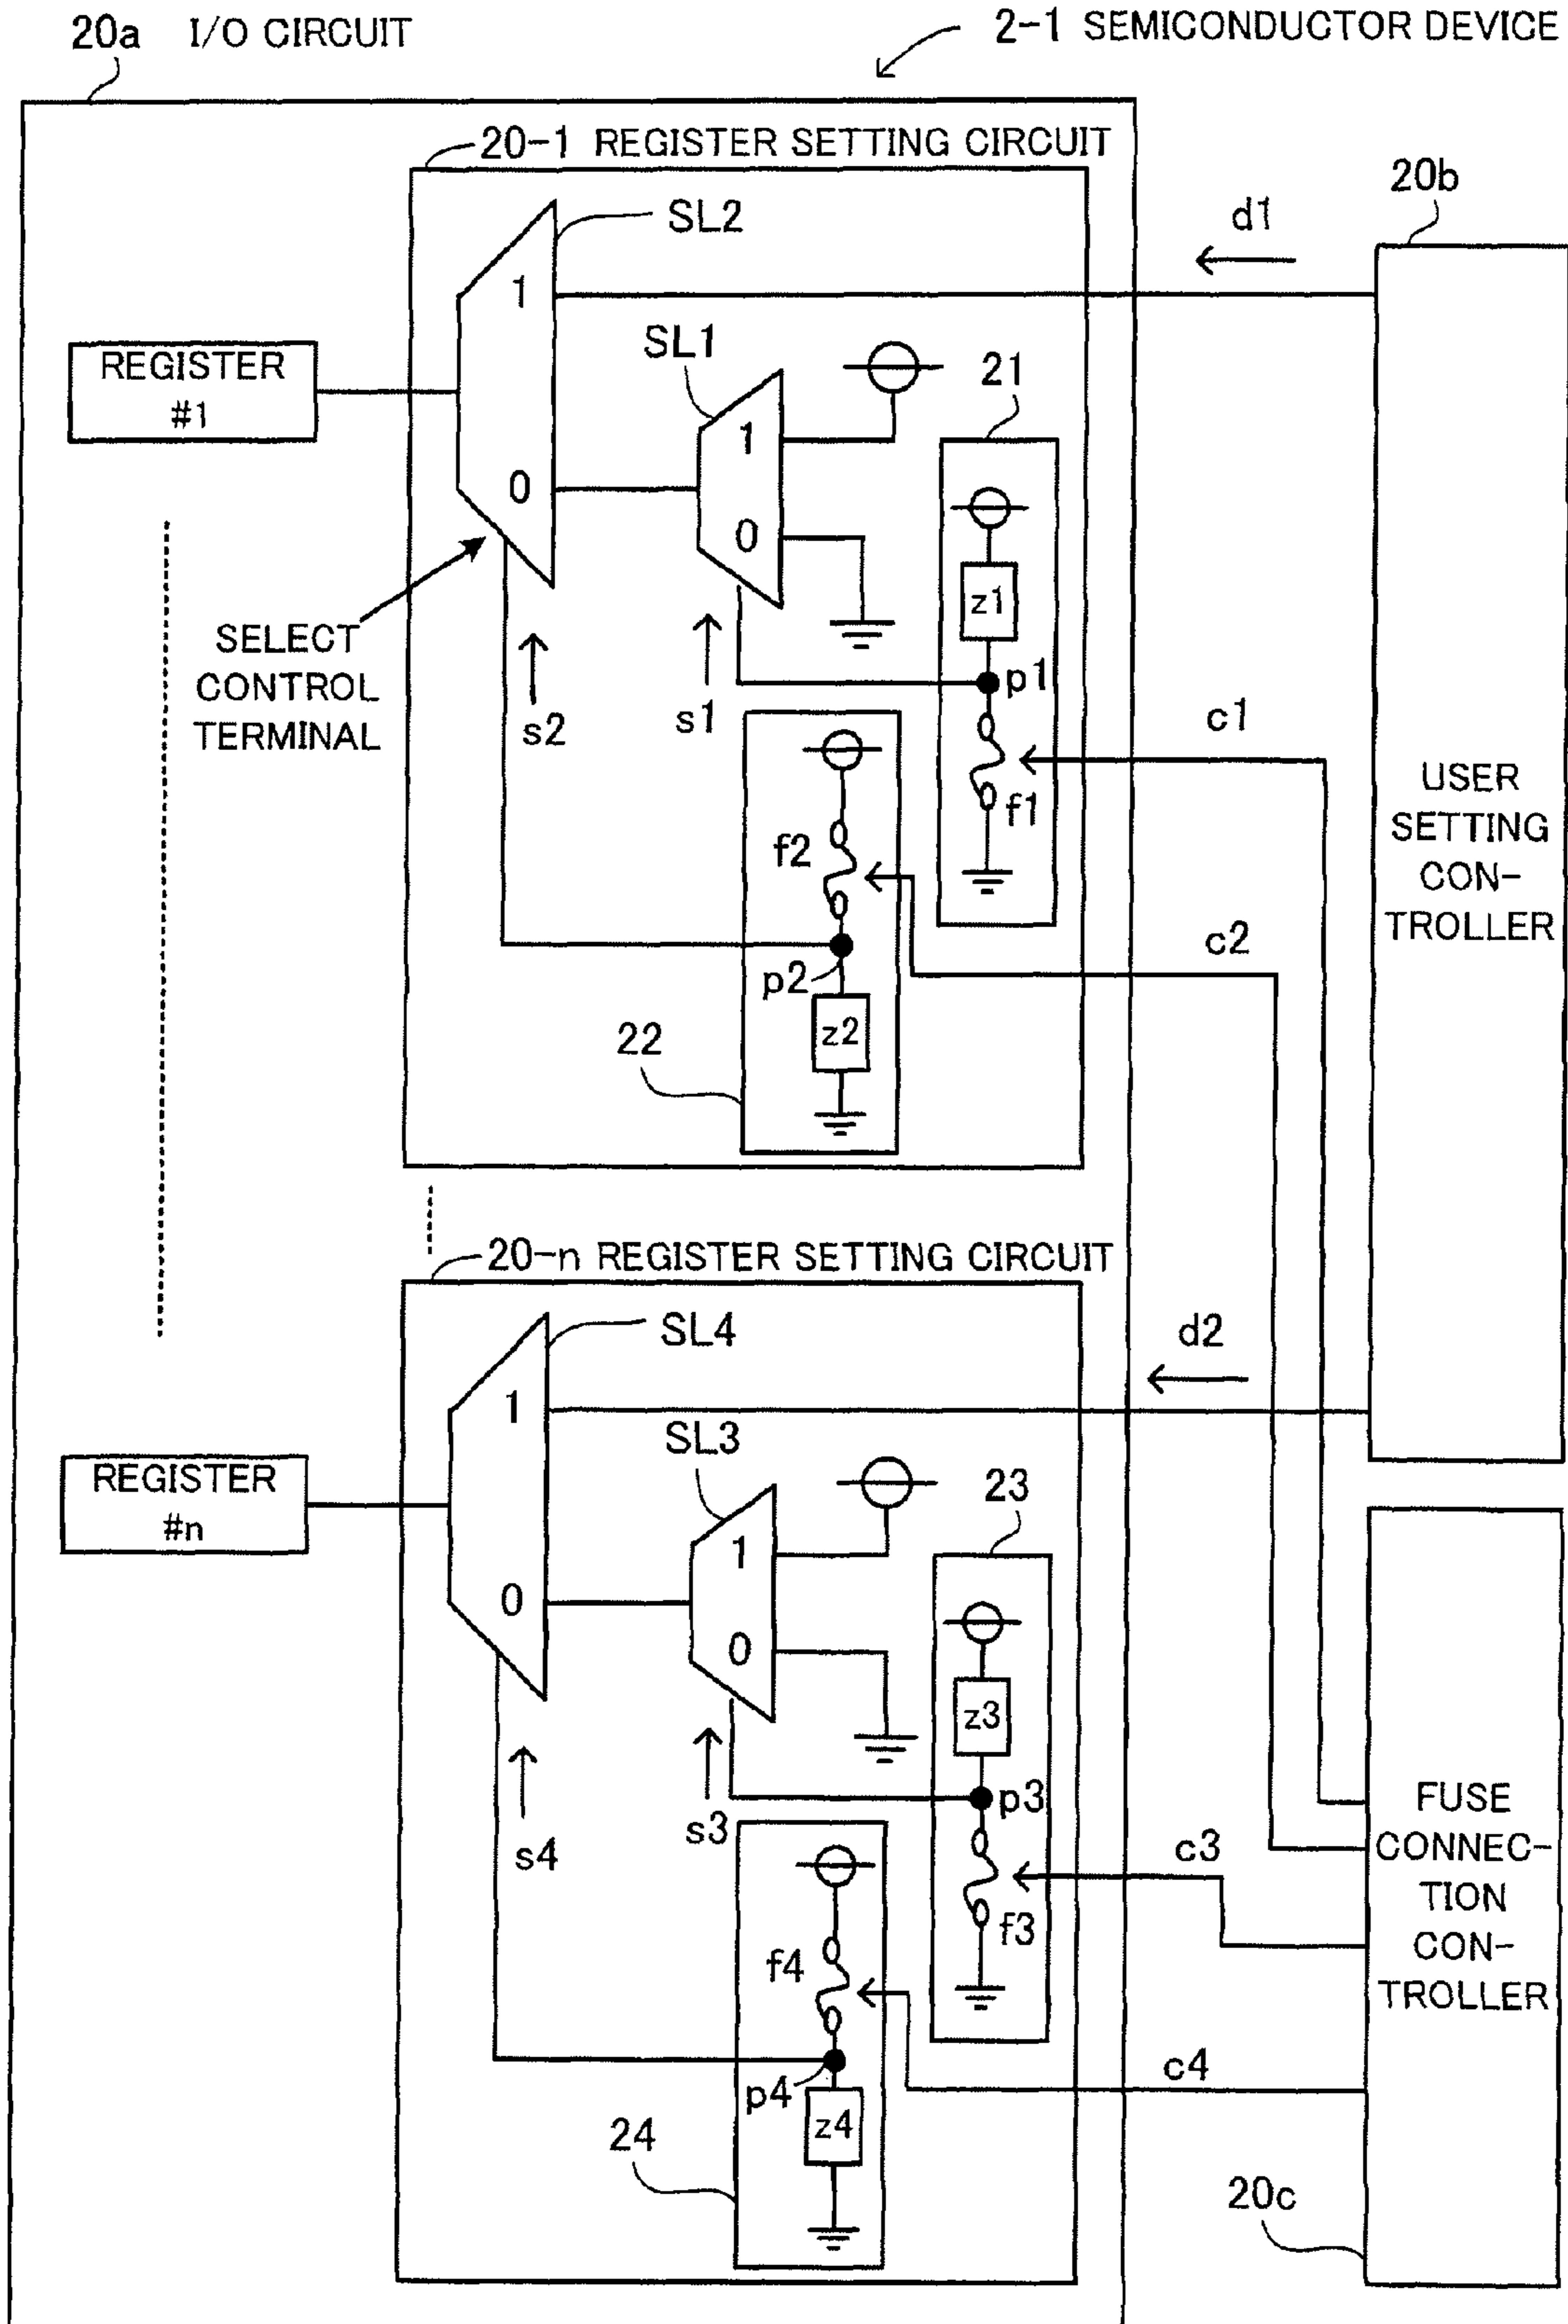 20a I/O CIRCUIT
2-1 SEMICONDUCTOR DEVICE
20-1 REGISTER SETTING CIRCUIT
20b
SL2
d1
1
SL1
REGISTER
#1
21
1
0
0
z1
SELECT
CONTROL
TERMINAL
s2
s1
p1
c1
f1
USER
SETTING
CON-
TROLLER
f2
c2
p2
z2
22
20-n REGISTER SETTING CIRCUIT
SL4
d2
1
SL3
REGISTER
#n
23
1
0
0
z3
s4
s3
p3
c3
f3
FUSE
CONNEC-
TION
CON-
TROLLER
f4
c4
p4
z4
24
20c